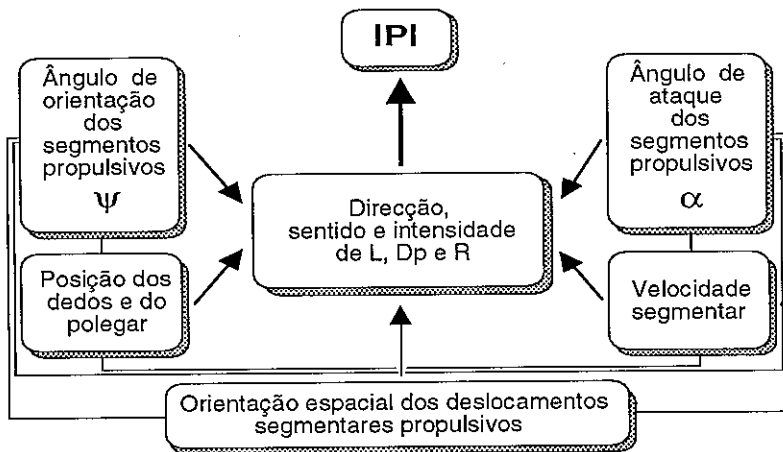 IPI
Ângulo de
orientação
dos
segmentos
propulsivos
ψ
Ângulo de
ataque
dos
segmentos
propulsivos
α
Direcção,
sentido e intensidade
de L, Dp e R
Posição dos
dedos e do
polegar
Velocidade
segmentar
Orientação espacial dos deslocamentos
segmentares propulsivos